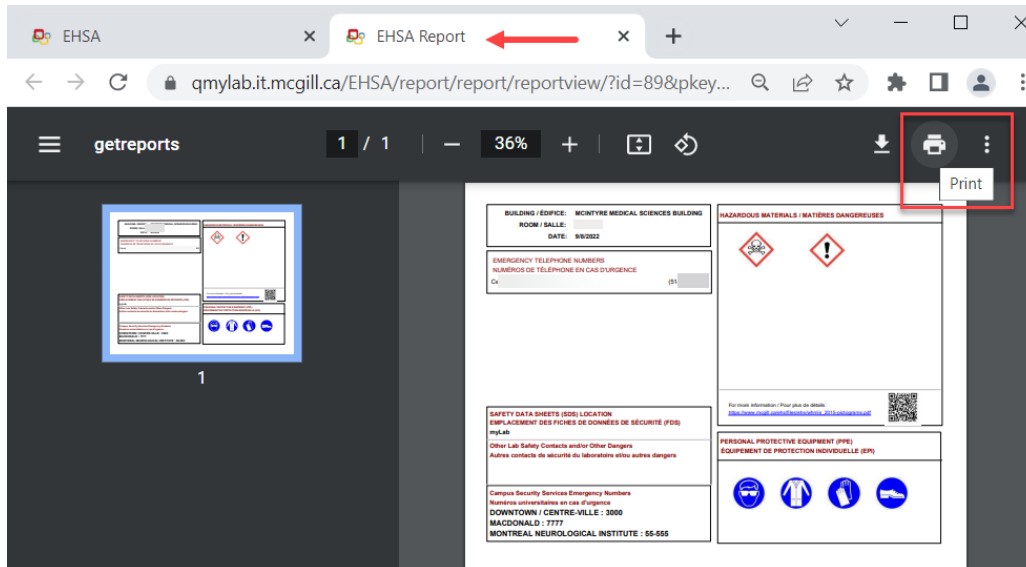 EHSA
EHSA Report
qmylab.it.mcgill.ca/EHSA/report/report/reportview/?id=89&pkey...
getreports
1 / 1
36%
Print
1
BUILDING / ÉDIFICE: MCINTYRE MEDICAL SCIENCES BUILDING
ROOM / SALLE:
DATE: 9/8/2022
EMERGENCY TELEPHONE NUMBERS
NUMÉROS DE TÉLÉPHONE EN CAS D'URGENCE
(51
SAFETY DATA SHEETS (SDS) LOCATION
EMPLACEMENT DES FICHES DE DONNÉES DE SÉCURITÉ (FDS)
myLab
Other Lab Safety Contacts and/or Other Dangers
Autres contacts de sécurité du laboratoire et/ou autres dangers
Campus Security Services Emergency Numbers
Numéros universitaires en cas d'urgence
DOWNTOWN / CENTRE-VILLE : 3000
MACDONALD : 7777
MONTREAL NEUROLOGICAL INSTITUTE : 55-555
HAZARDOUS MATERIALS / MATIÈRES DANGEREUSES
For more information / Pour plus de détails:
PERSONAL PROTECTIVE EQUIPMENT (PPE)
ÉQUIPEMENT DE PROTECTION INDIVIDUELLE (EPI)